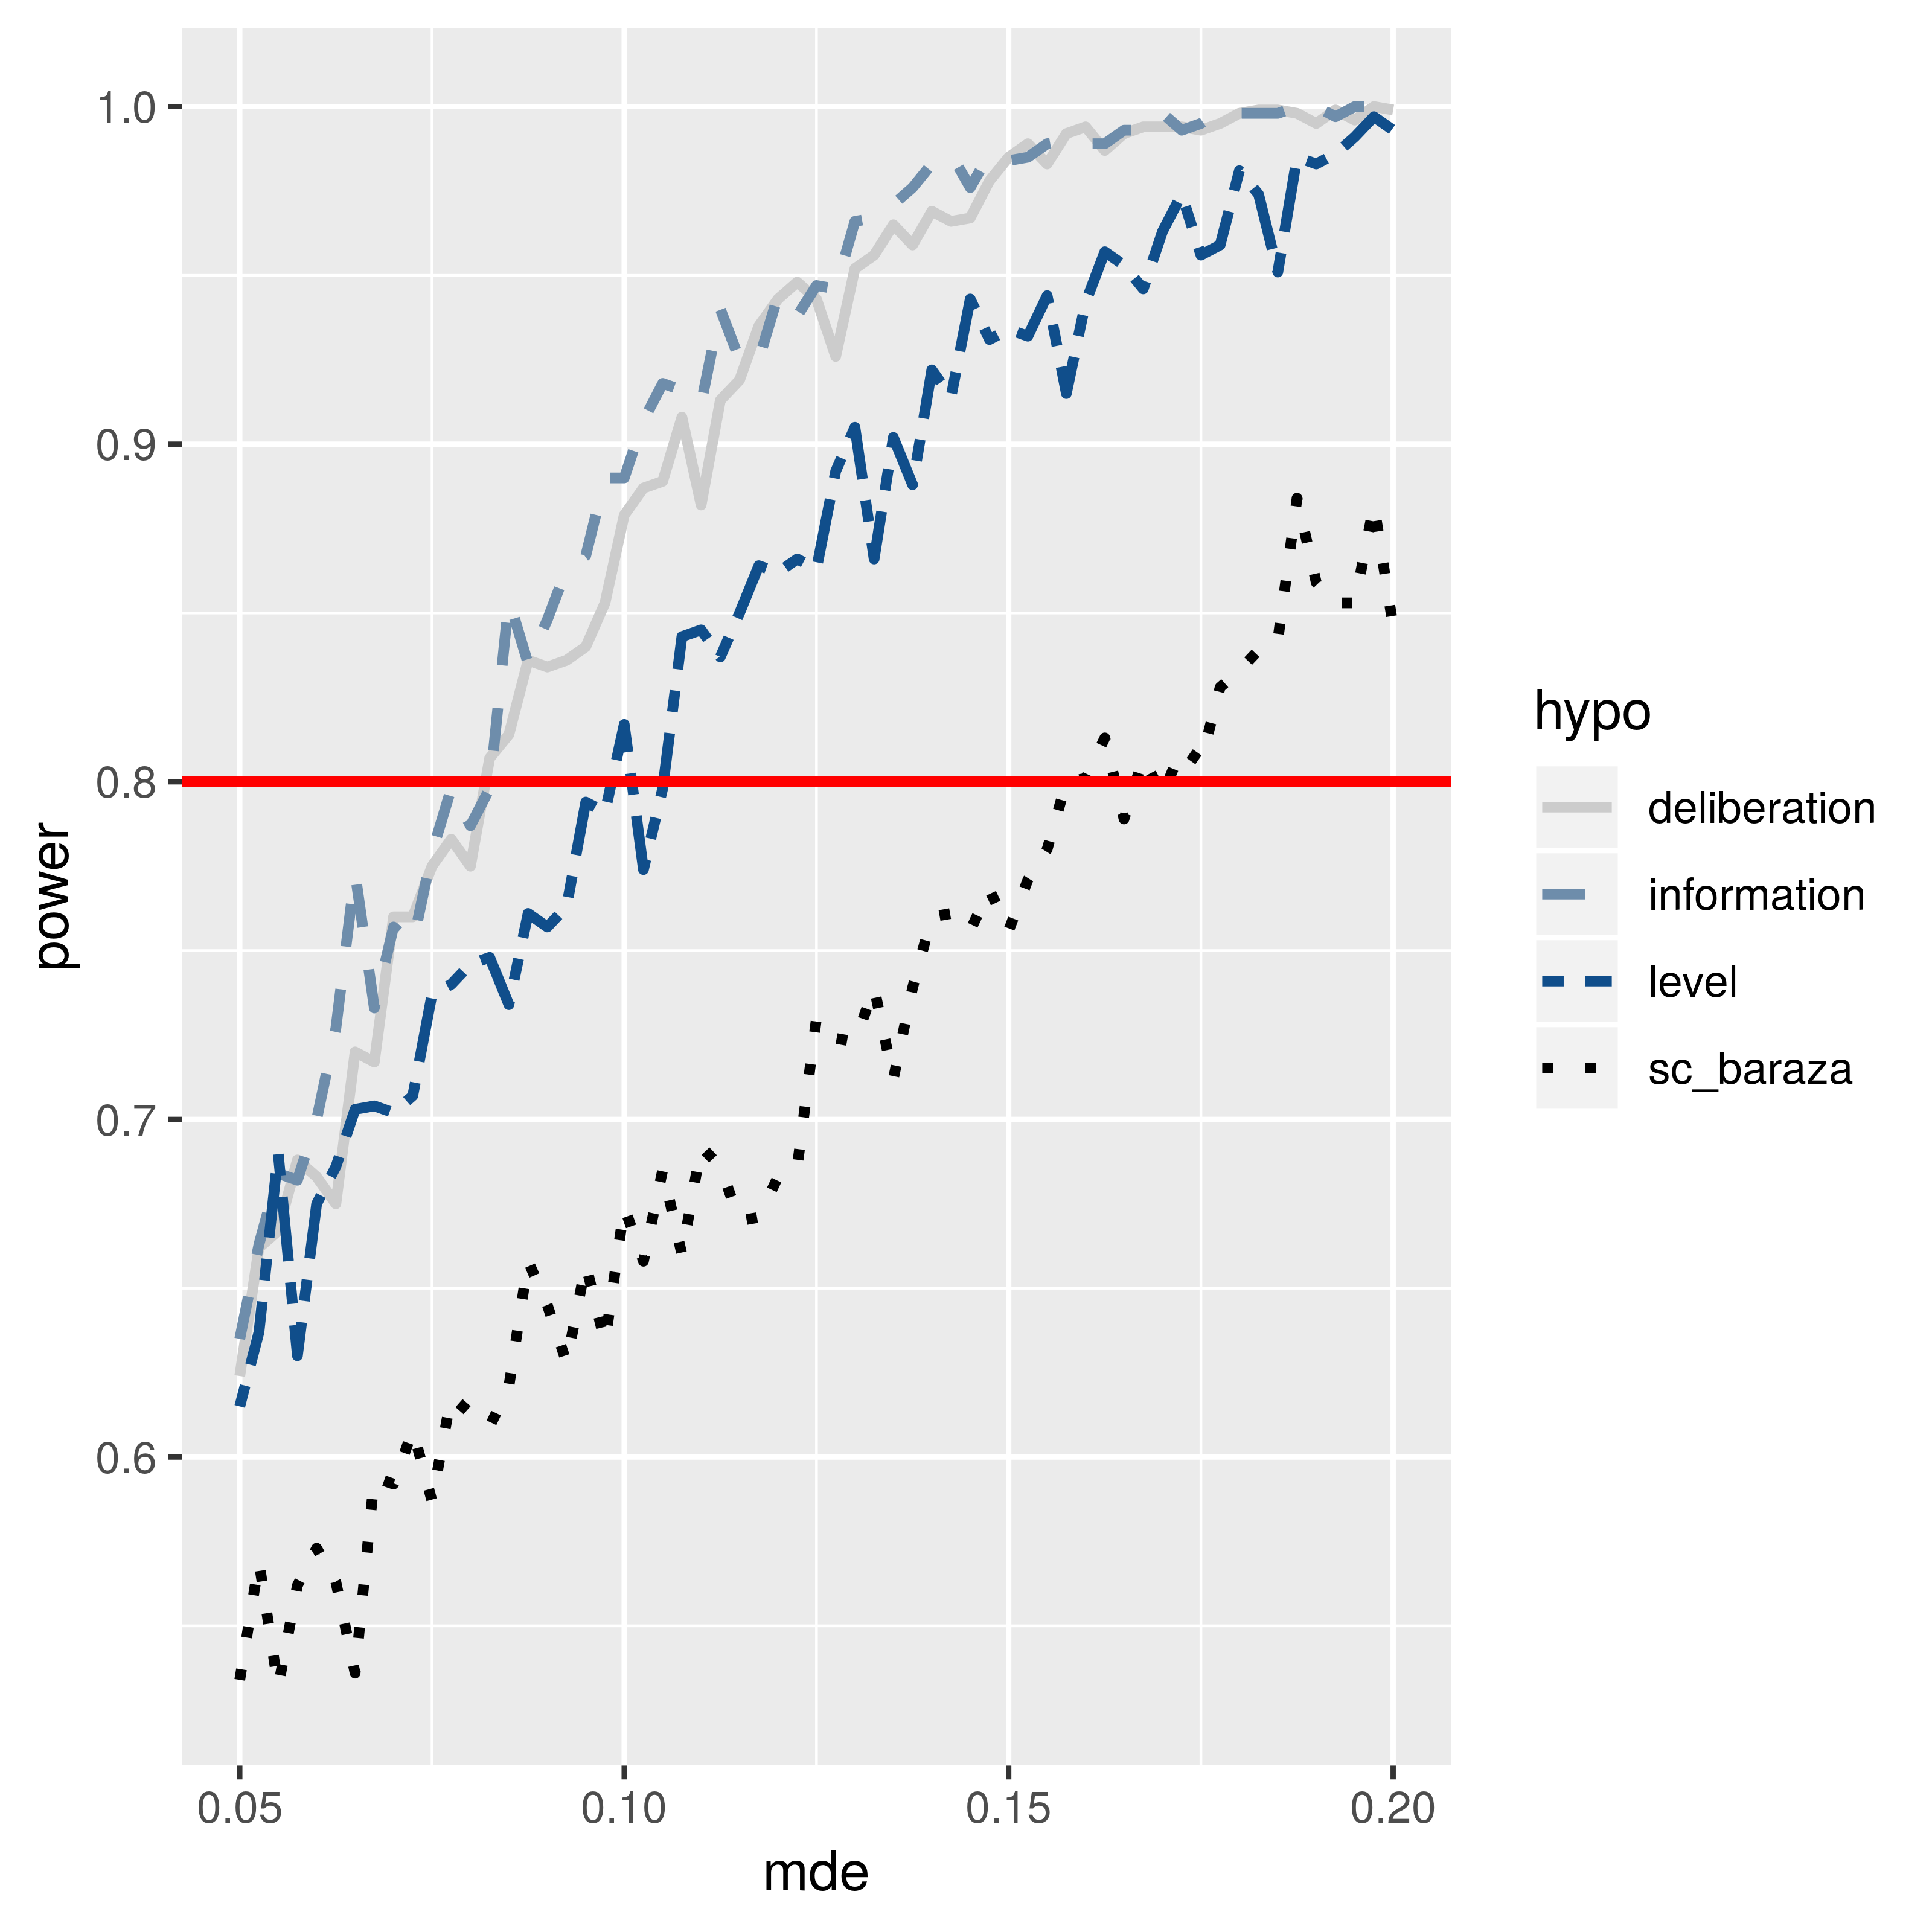 1.0
0.9
0.8
0.7
0.6
power
0.05
0.10
0.15
0.20
mde
hypo
deliberation
information
level
sc_baraza